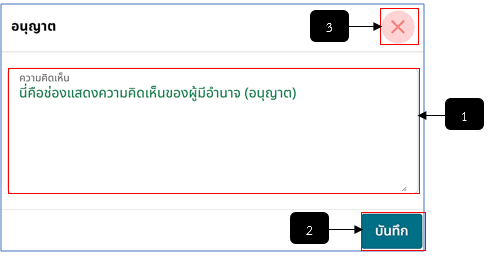 อนุญาต
3
ความคิดเห็น
นี่คือช่องแสดงความคิดเห็นของผู้มีอำนาจ (อนุญาต)
1
2
บันทึก